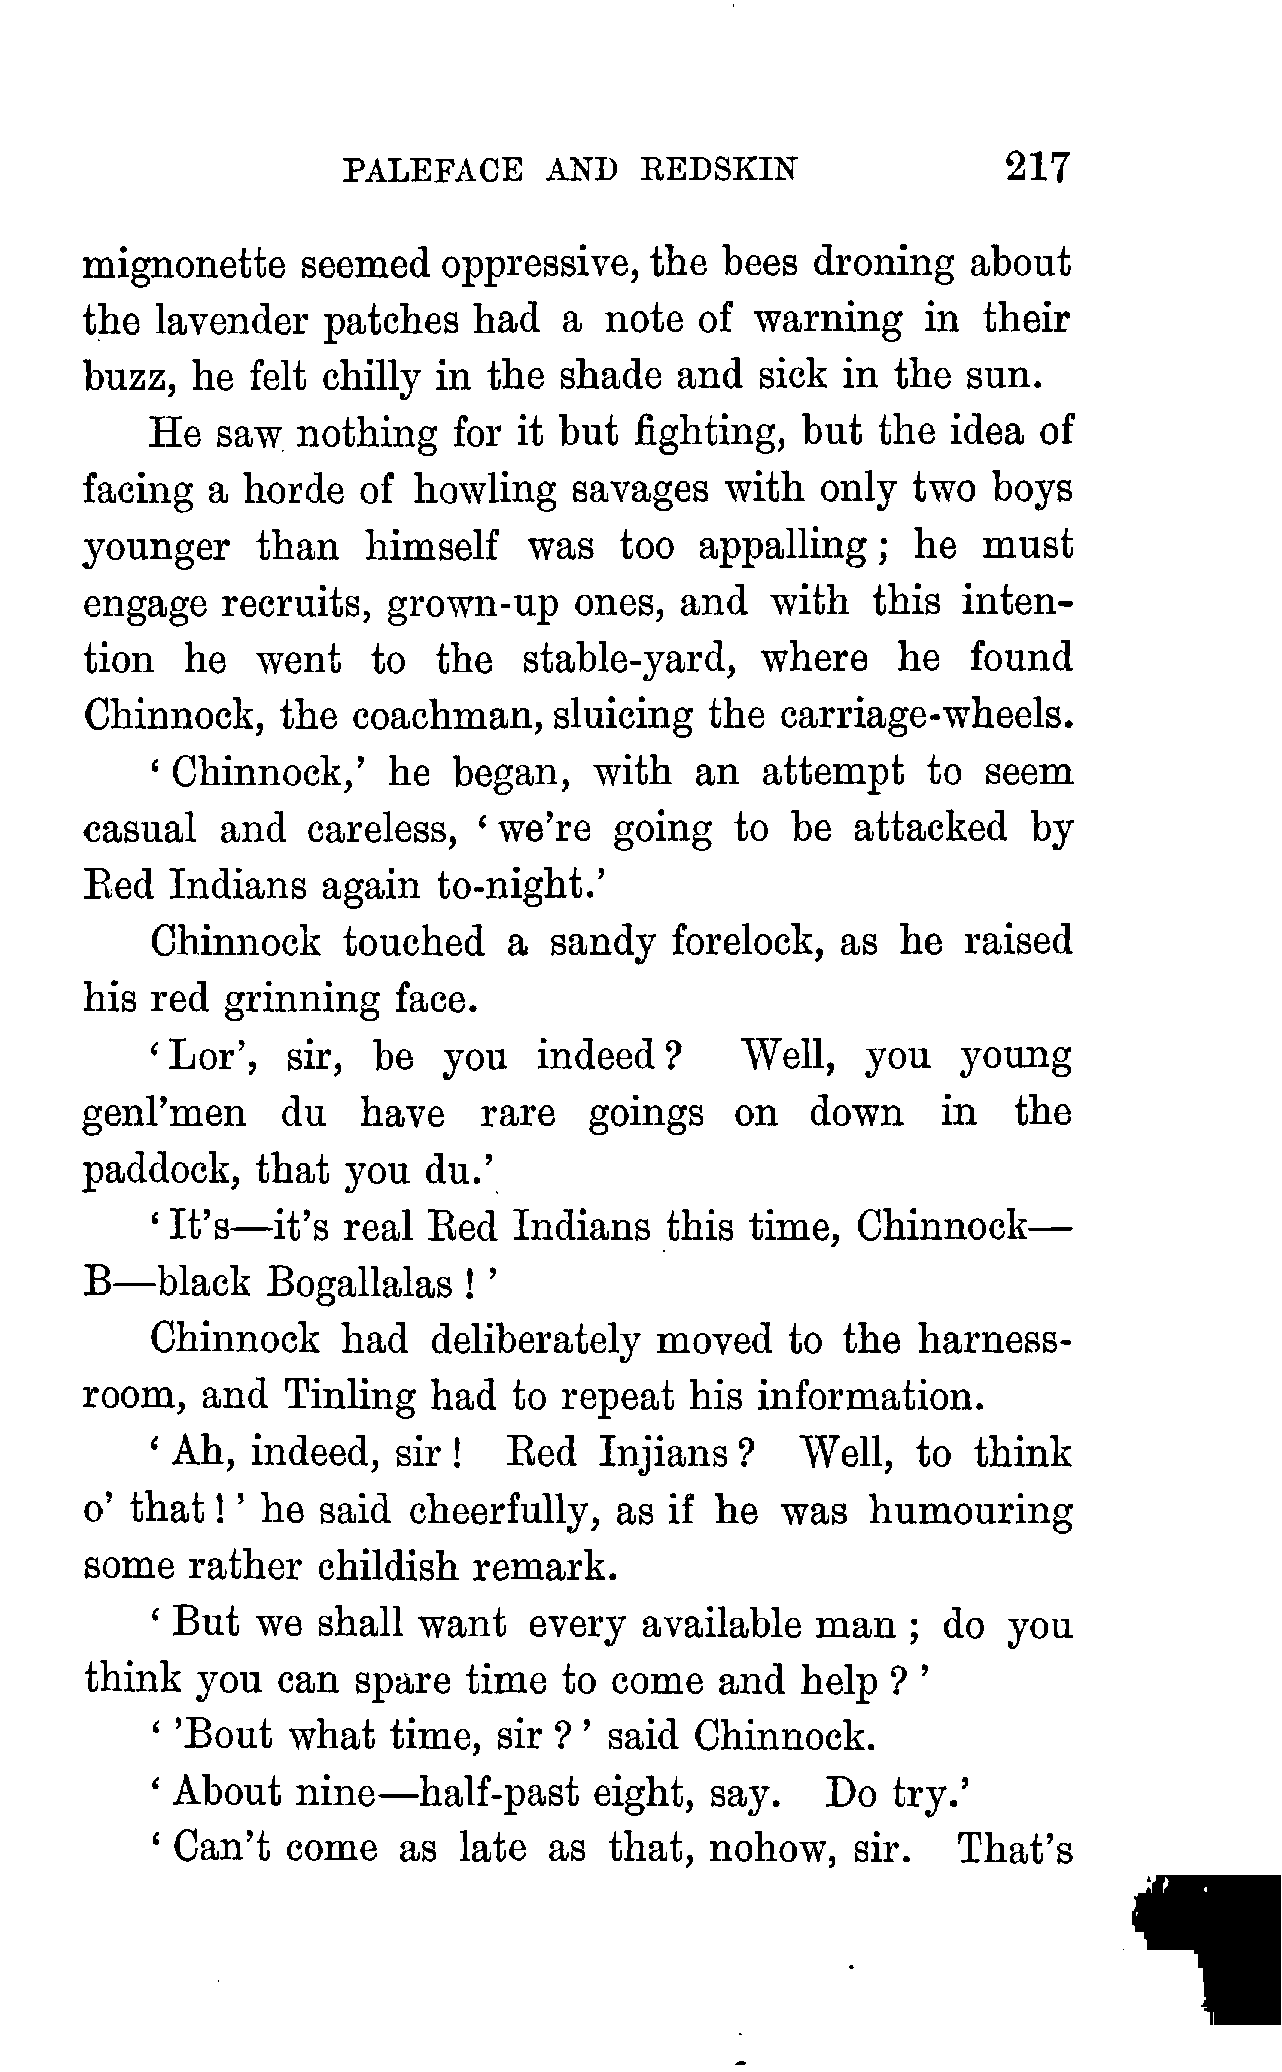 PALEFACE AND REDSKIN 217
mignonette seemed oppressive, the bees droning about
the lavender patches had a note of warning in their
buzz, he felt chilly in the shade and sick in the sun.
He saw nothing for it but fighting, but the idea of
facing a horde of howling savages with only two boys
younger than himself was too appalling; he must
engage recruits, grown-up ones, and with this inten-
tion he went to the stable-yard, where he found
Chinnock, the coachman, sluicing the carriage-wheels.
‘Chinnock,’ he began, with an attempt to seem
casual and careless, ‘we’re going to be attacked by
Red Indians again to-night.’
Chinnock touched a sandy forelock, as he raised
his red grinning face.
‘Lor’, sir, be you indeed? Well, you young
genl’men du have rare goings on down in the
paddock, that you du.’
‘It’s—it’s real Red Indians this time, Chinnock—
B—black Bogallalas!’
Chinnock had deliberately moved to the harness-
room, and Tinling had to repeat his information.
‘Ah, indeed, sir! Red Injians? Well, to think
o’ that!’ he said cheerfully, as if he was humouring
some rather childish remark.
‘But we shall want every available man; do you
think you can spare time to come and help?’
‘’Bout what time, sir?’ said Chinnock.
‘About nine—half-past eight, say. Do try.’
‘Can’t come as late as that, nohow, sir. That’s